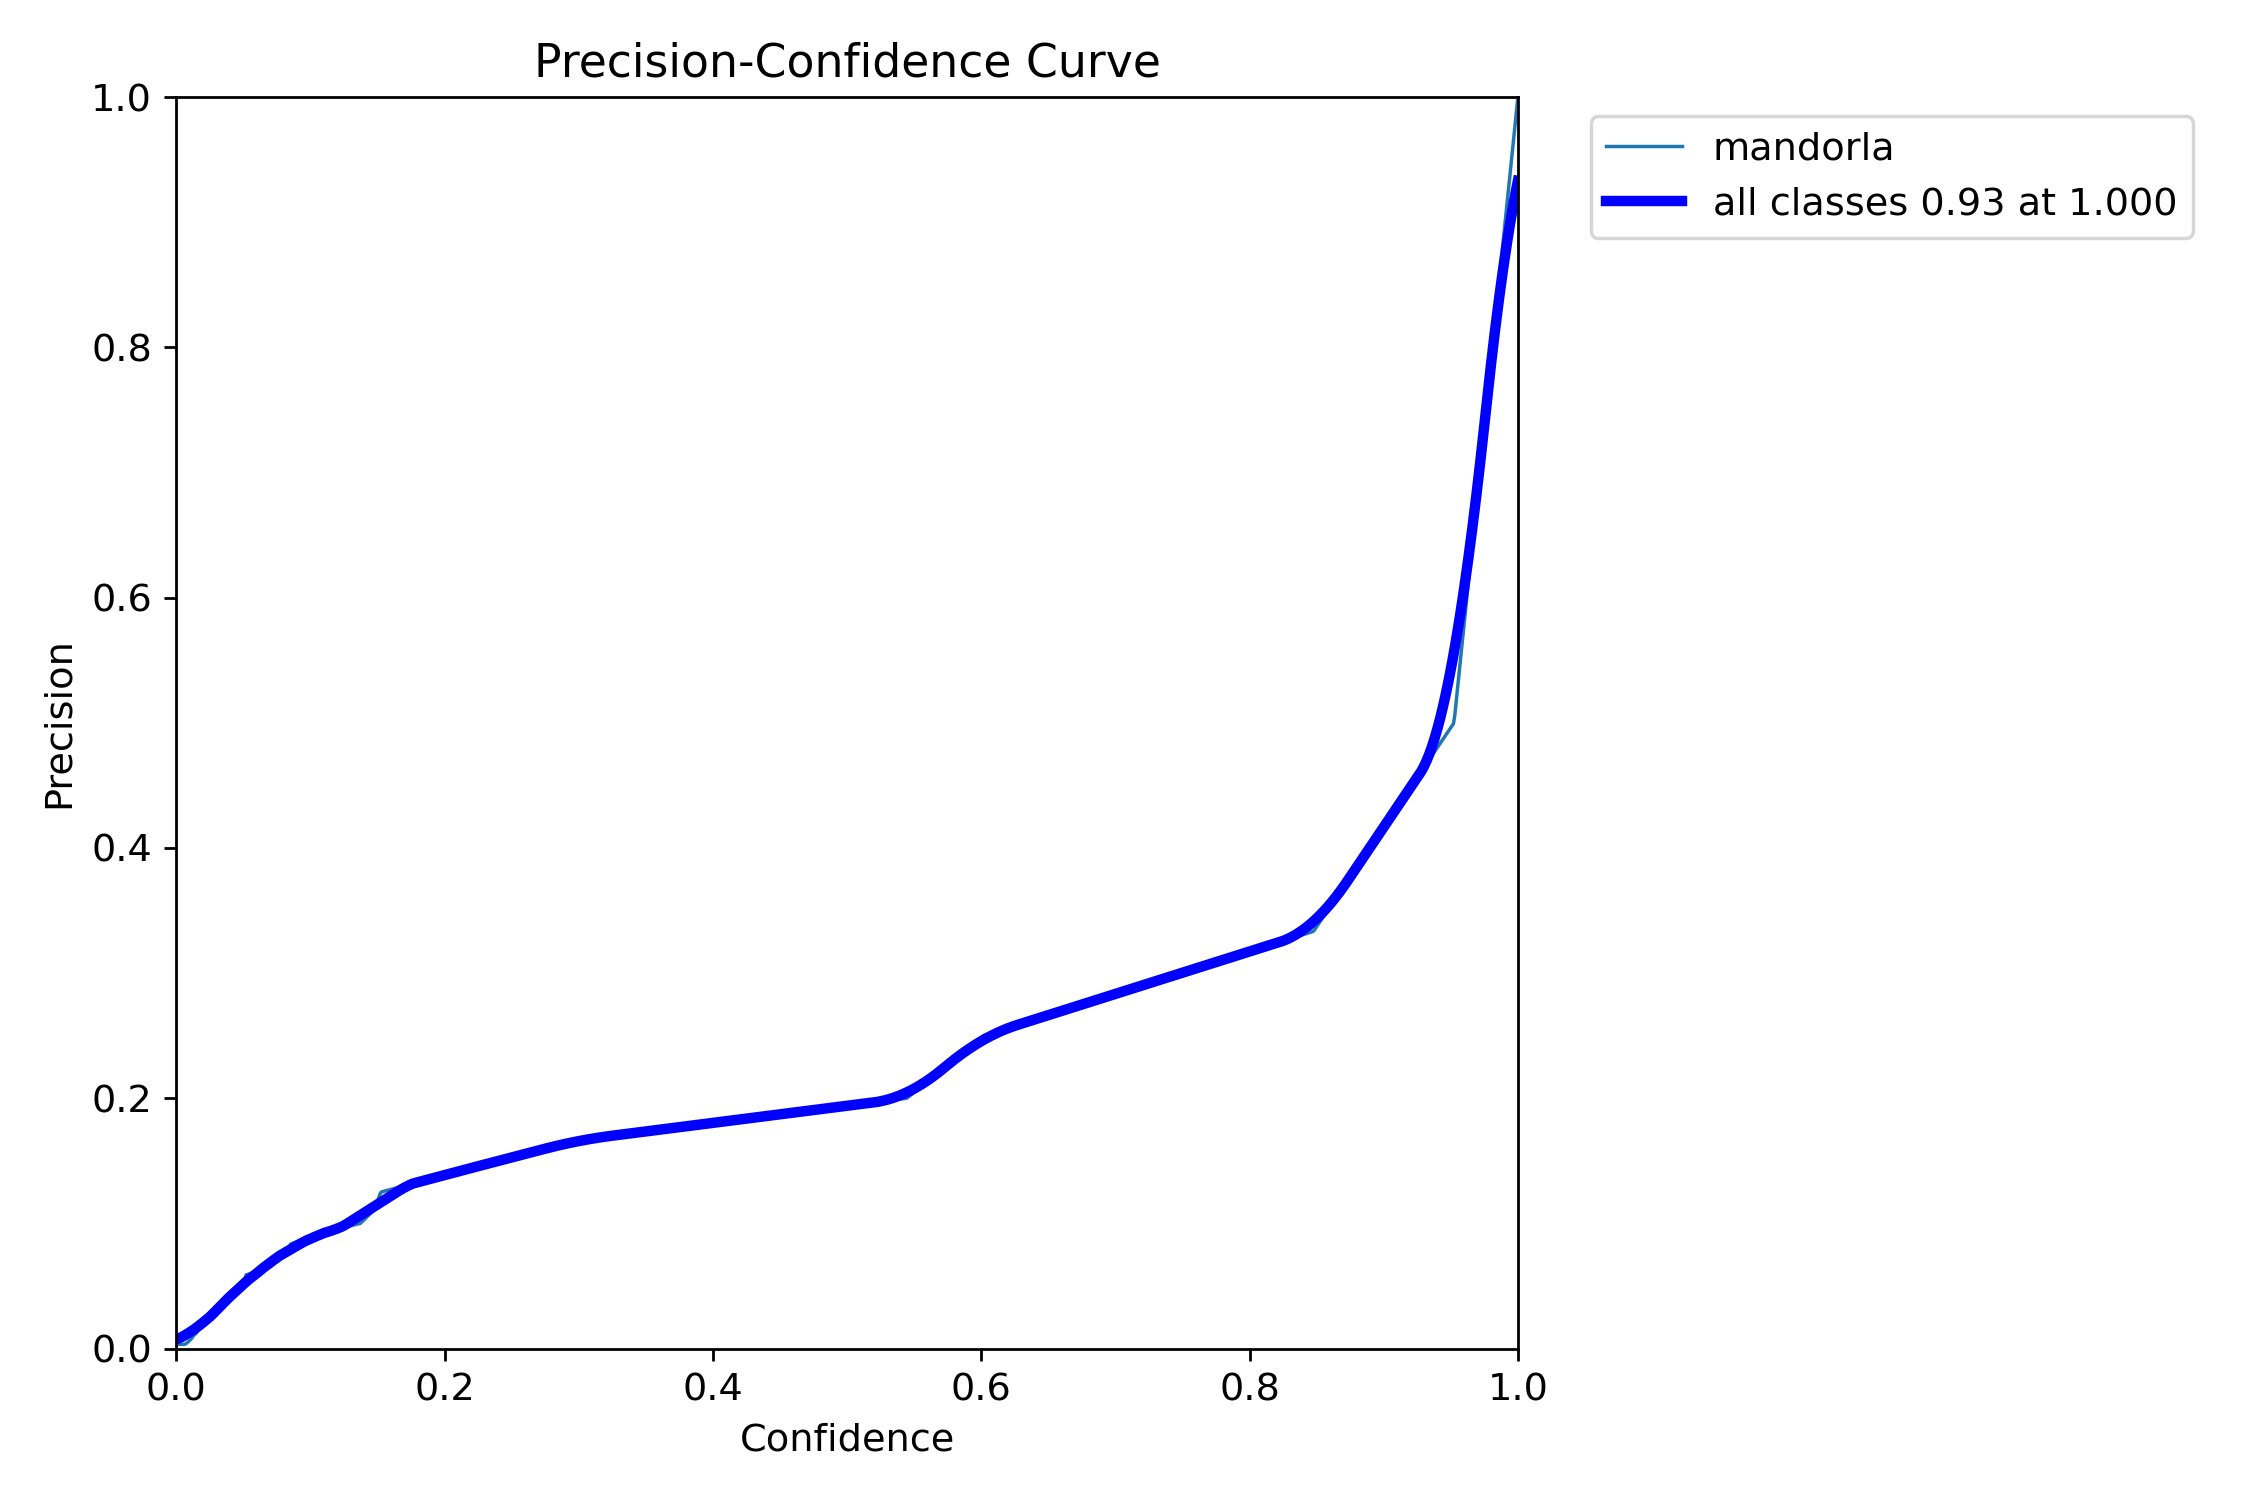 Precision-Confidence Curve
mandorla
all classes 0.93 at 1.000
1.0
0.8
0.6
0.4
0.2
0.0
Precision
0.0 0.2 0.4 0.6 0.8 1.0
Confidence